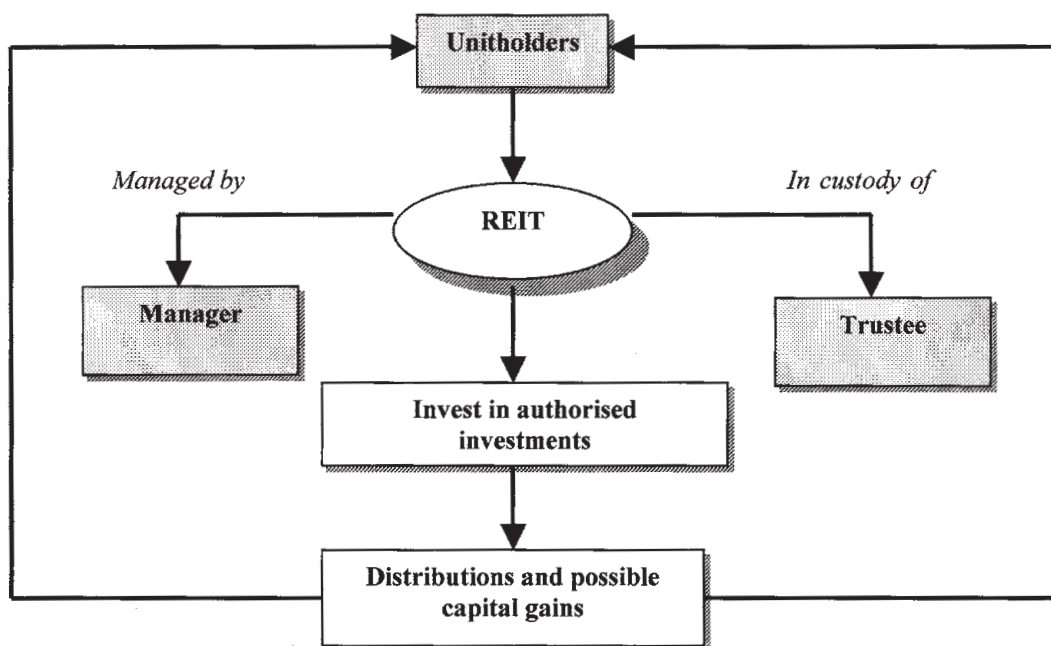 Unitholders
Managed by
In custody of
REIT
Manager
Trustee
Invest in authorised
investments
Distributions and possible
capital gains